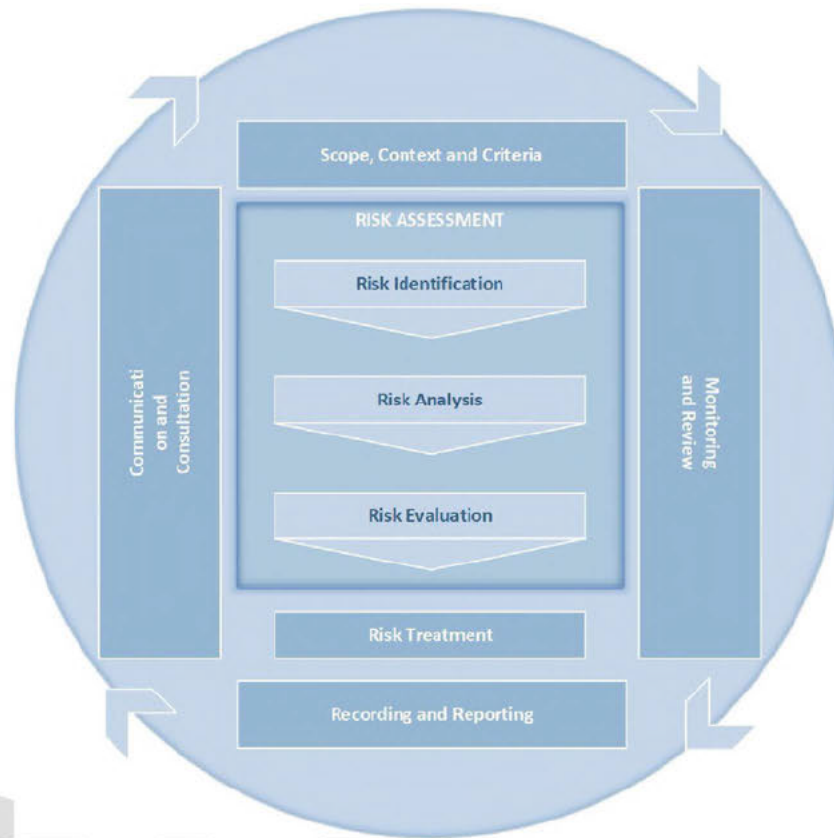 Scope, Context and Criteria
RISK ASSESSMENT
Risk Identification
Risk Analysis
Risk Evaluation
Risk Treatment
Recording and Reporting
Communicati
on and
Consultation
Monitoring
and Review